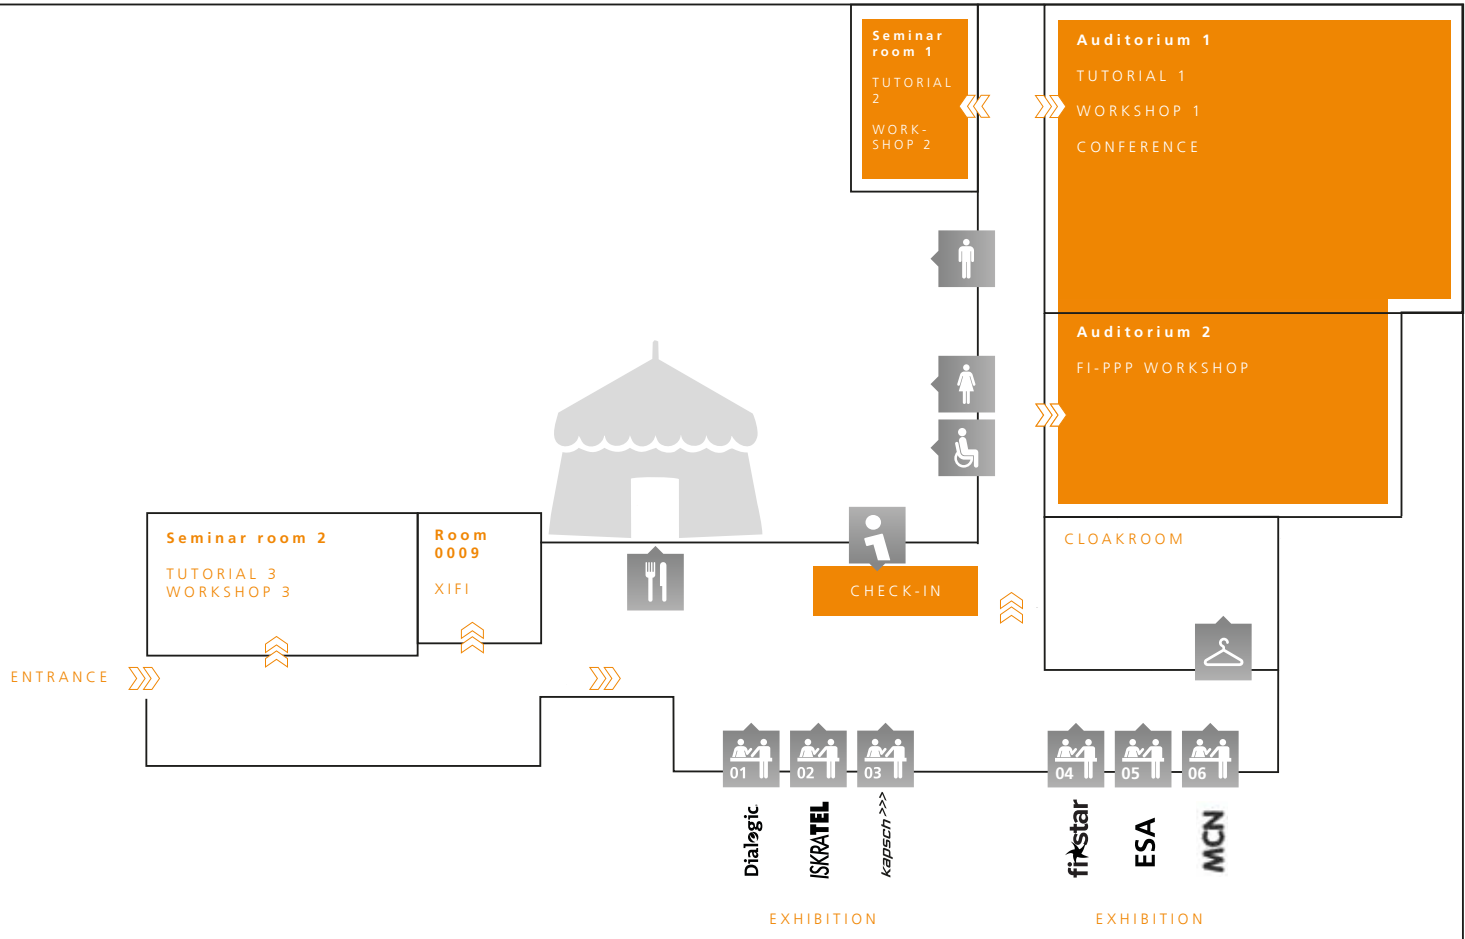 Seminar
room 1
TUTORIAL
2
WORK-
SHOP 2
Auditorium 1
TUTORIAL 1
WORKSHOP 1
CONFERENCE
Auditorium 2
FI-PPP WORKSHOP
Seminar room 2
TUTORIAL 3
WORKSHOP 3
Room
0009
XIFI
CHECK-IN
CLOAKROOM
ENTRANCE
01
02
03
04
05
06
Dialogic
ISKRATEL
kapsch >>>
fi-star
ESA
MCN
EXHIBITION
EXHIBITION